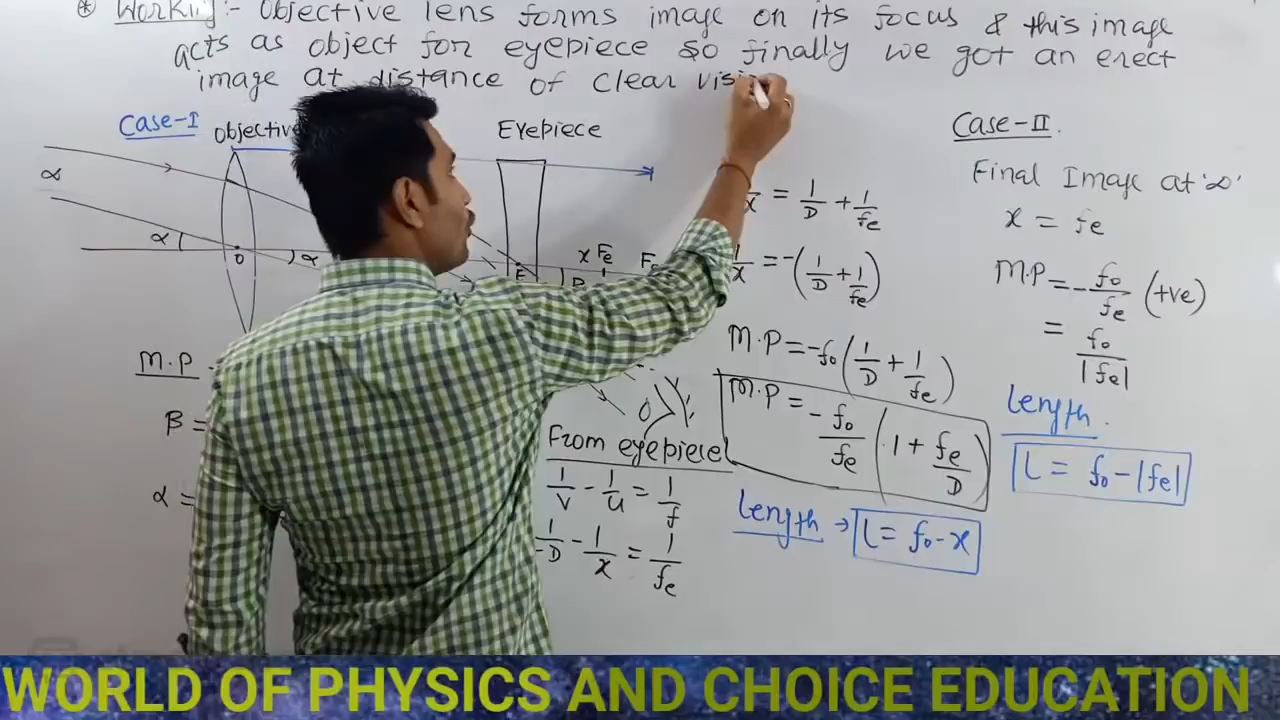 * Working :- Objective lens forms image on its focus & this image
acts as object for eyepiece so finally we got an erect
image at distance of clear visi
Case-I
Objective
Eyepiece
α
α
O
α
E
x Fe
M.P
β =
α =
From eyepiece
1/v - 1/u = 1/f
1/-D - 1/x = 1/fe
1/x = 1/D + 1/fe
1/x = -(1/D + 1/fe)
M.P = -fo (1/D + 1/fe)
M.P = - fo/fe (1 + fe/D)
Length → L = fo - x
Case-II.
Final Image at '∞'
x = fe
M.P = - fo/fe (+ve)
= fo/|fe|
Length.
L = fo - |fe|
WORLD OF PHYSICS AND CHOICE EDUCATION